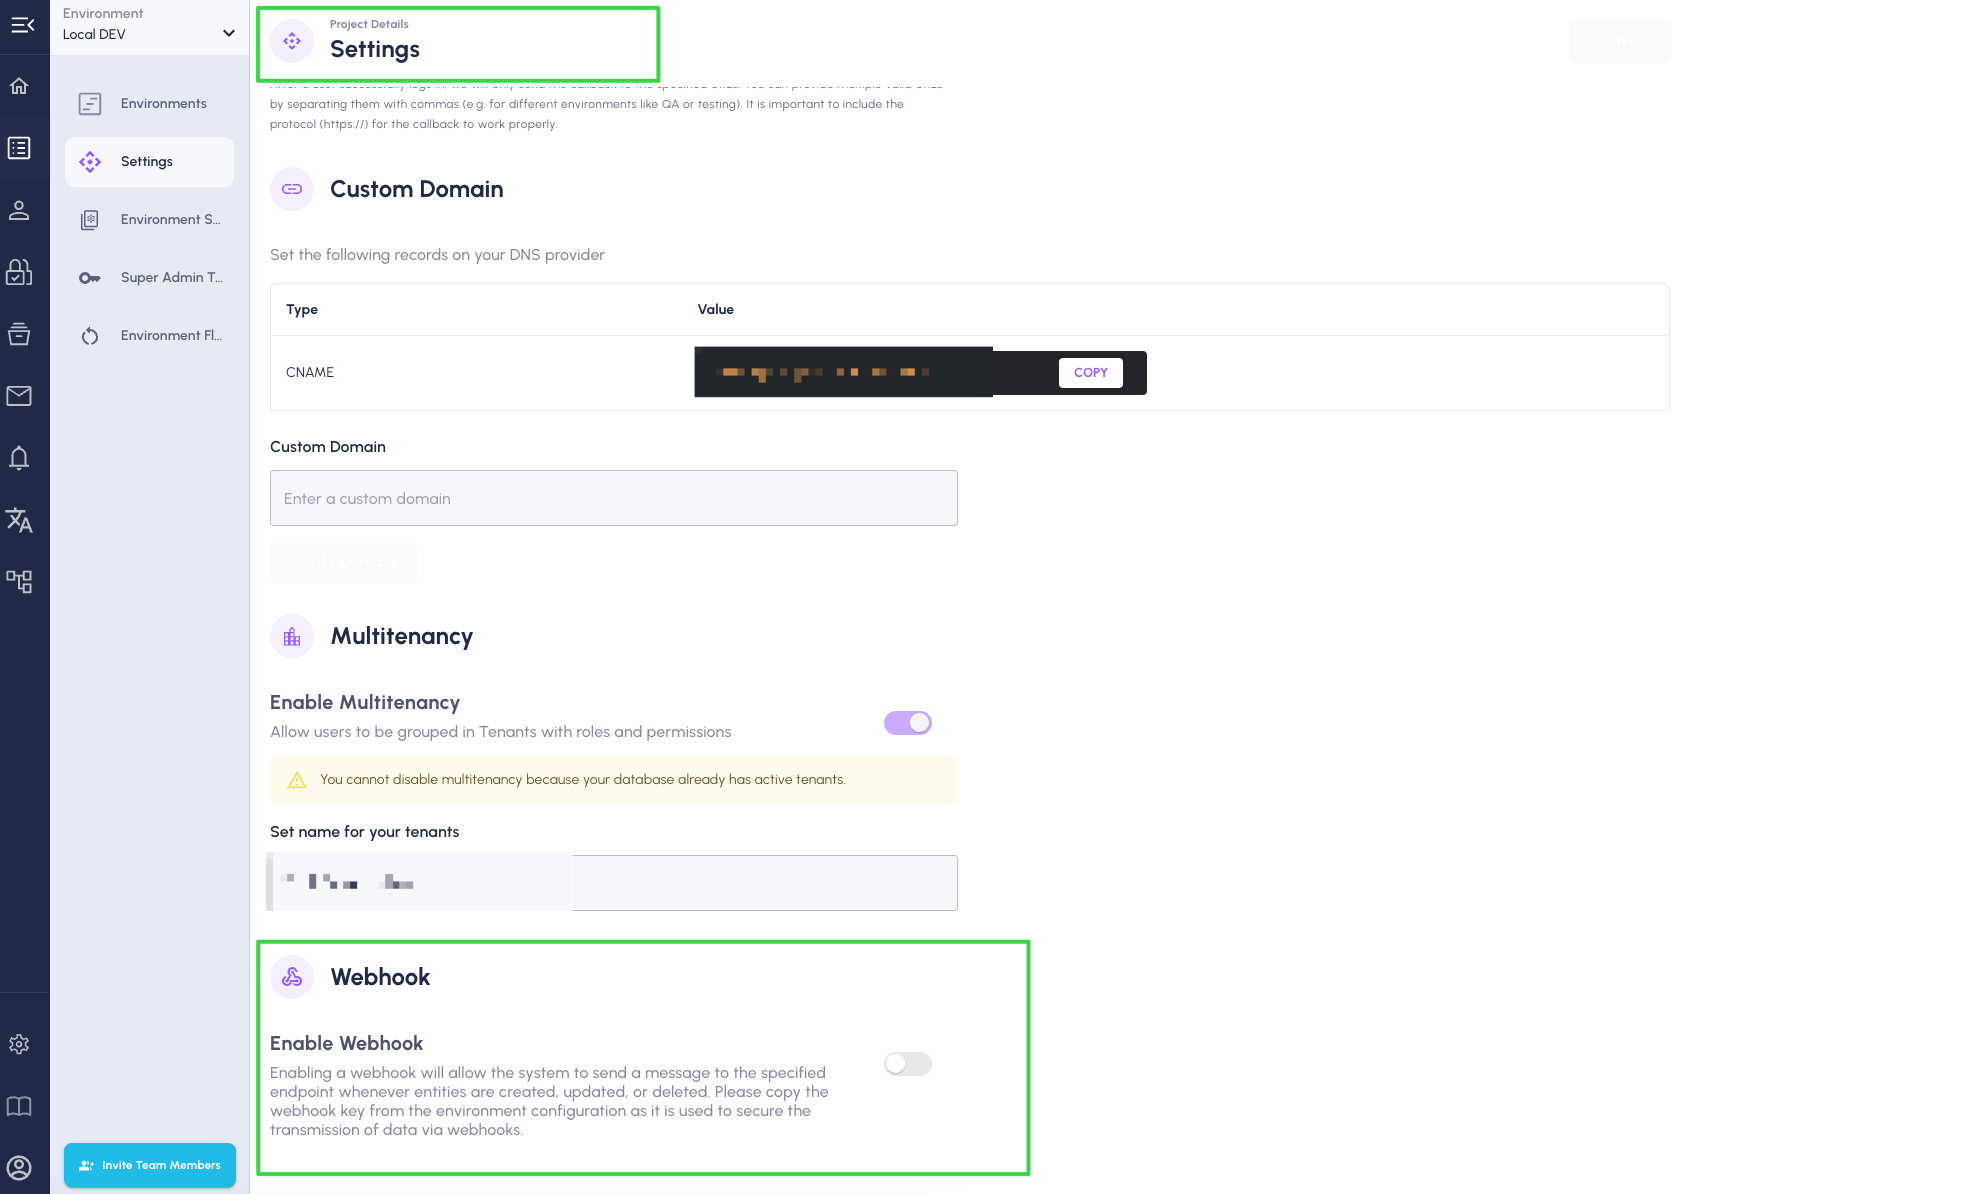 Environment
Local DEV
Environments
Settings
Environment S...
Super Admin T...
Environment Fl...
Invite Team Members
Project Details
Settings
Save
by separating them with commas (e.g. for different environments like QA or testing). It is important to include the
protocol (https://) for the callback to work properly.
Custom Domain
Set the following records on your DNS provider
Type Value
CNAME COPY
Custom Domain
Enter a custom domain
Verify Domain
Multitenancy
Enable Multitenancy
Allow users to be grouped in Tenants with roles and permissions
You cannot disable multitenancy because your database already has active tenants.
Set name for your tenants
Webhook
Enable Webhook
Enabling a webhook will allow the system to send a message to the specified
endpoint whenever entities are created, updated, or deleted. Please copy the
webhook key from the environment configuration as it is used to secure the
transmission of data via webhooks.